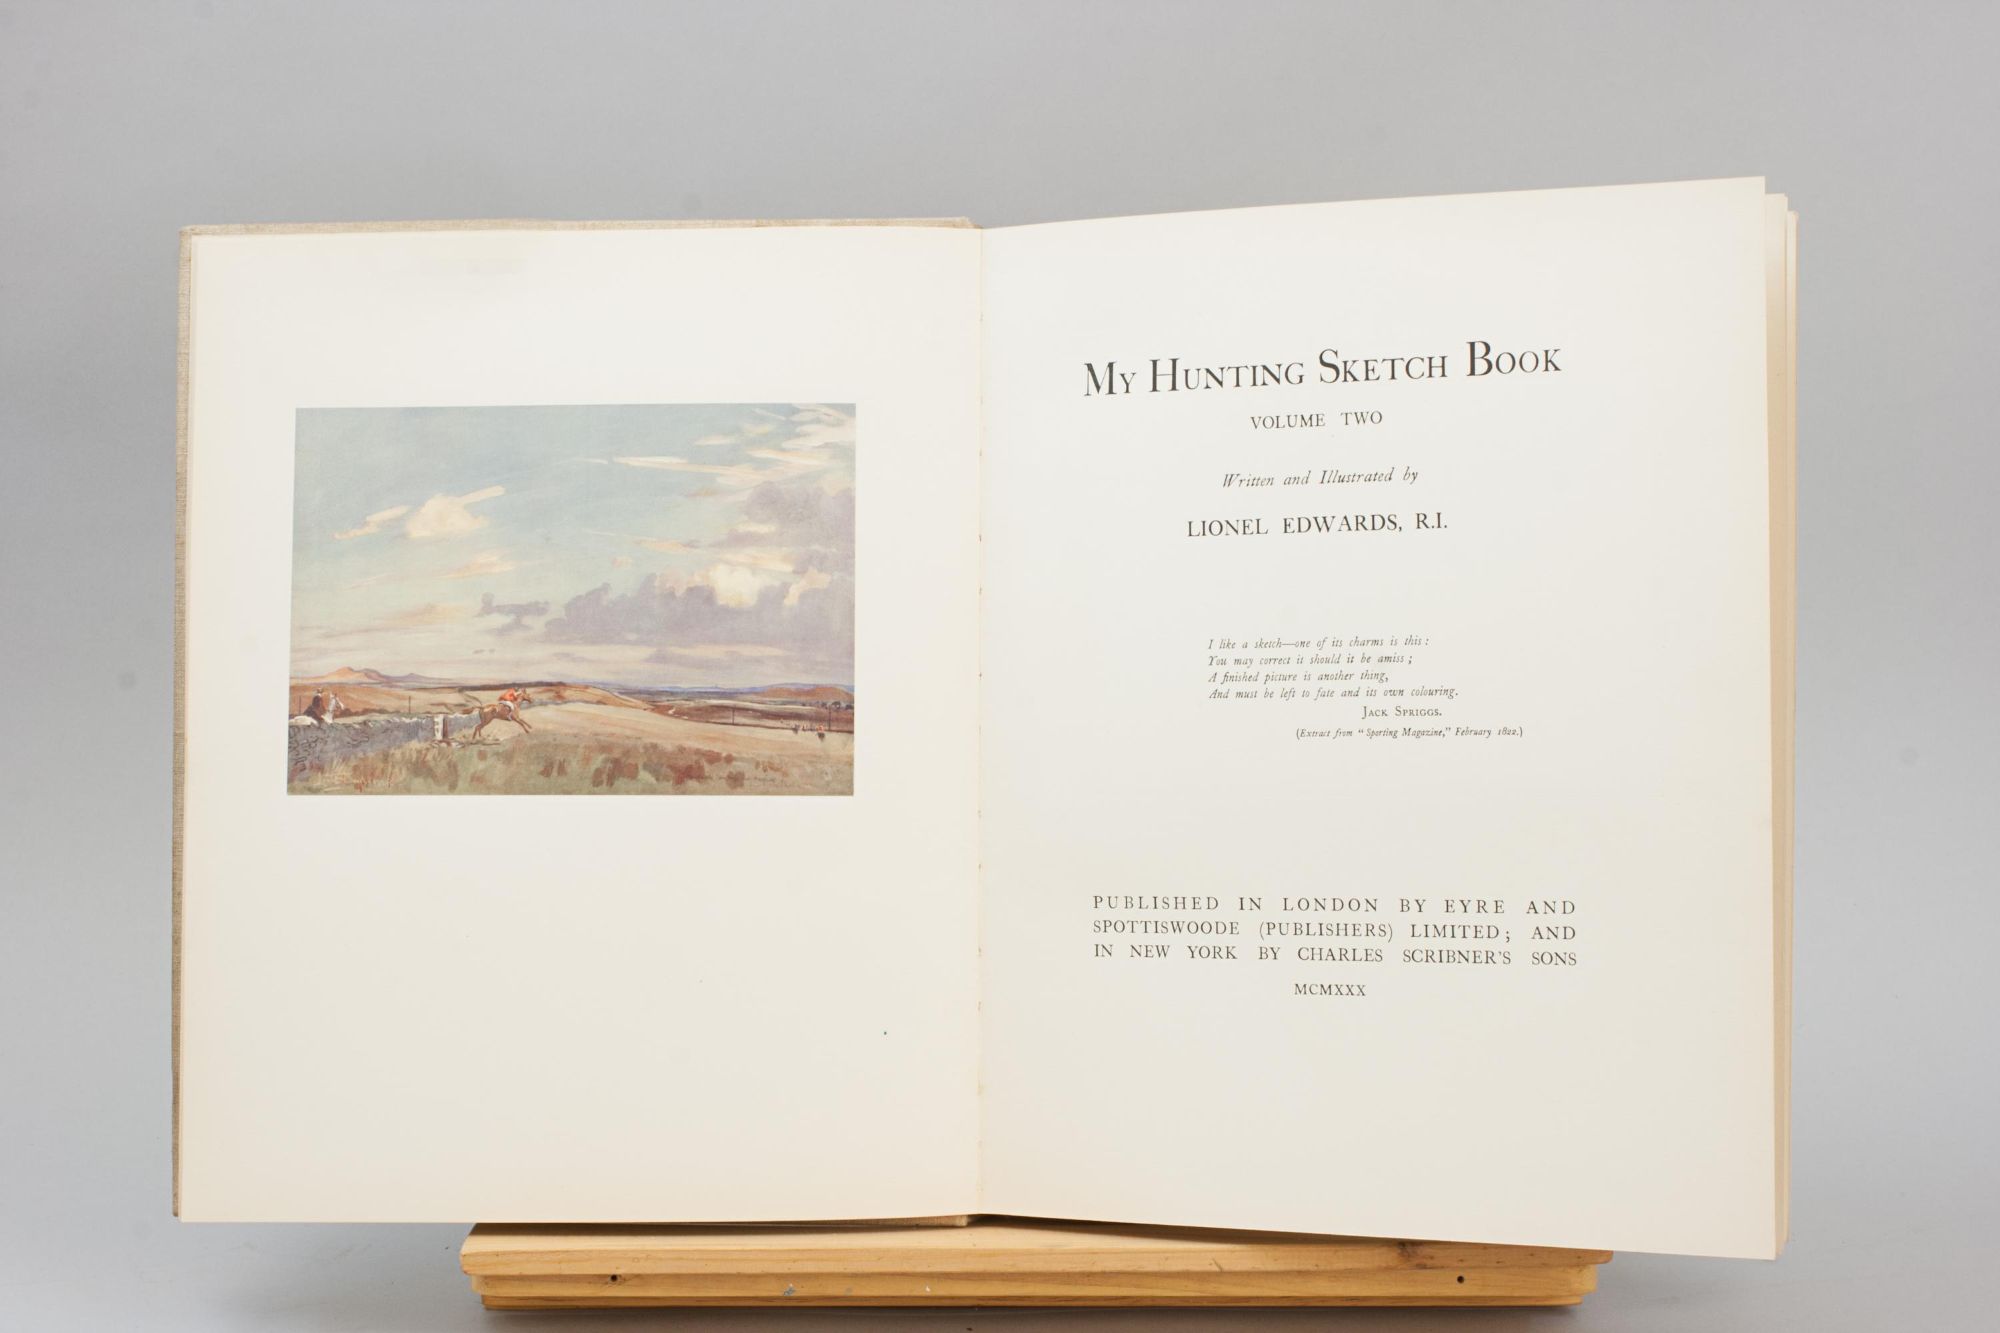 My Hunting Sketch Book
VOLUME TWO
Written and Illustrated by
LIONEL EDWARDS, R.I.
I like a sketch—one of its charms is this :
You may correct it should it be amiss ;
A finished picture is another thing,
And must be left to fate and its own colouring.
Jack Spriggs.
(Extract from “ Sporting Magazine,” February 1822.)
PUBLISHED IN LONDON BY EYRE AND
SPOTTISWOODE (PUBLISHERS) LIMITED ; AND
IN NEW YORK BY CHARLES SCRIBNER'S SONS
MCMXXX